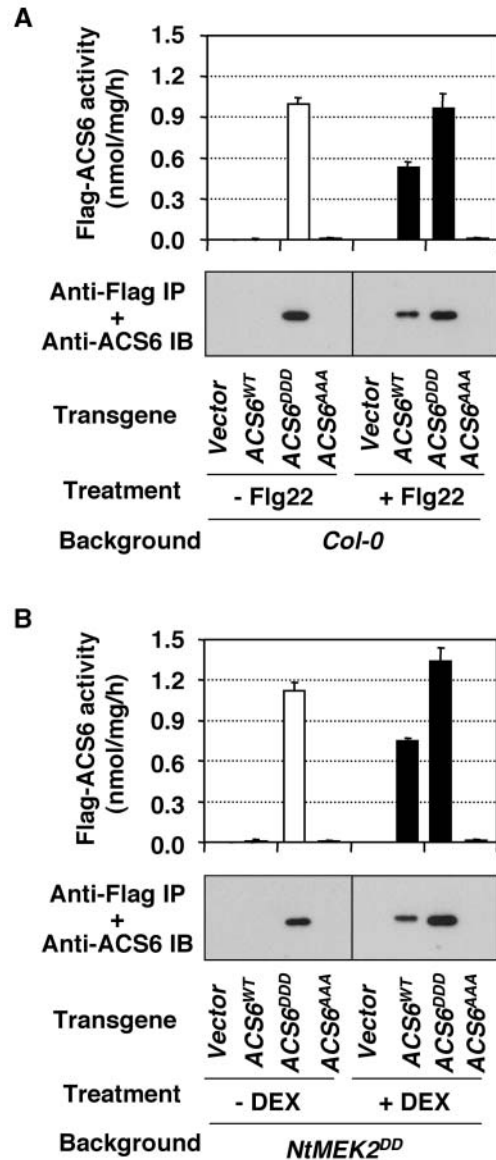 A
Flag-ACS6 activity
(nmol/mg/h)
1.5
1.2
0.9
0.6
0.3
0.0
Anti-Flag IP
+
Anti-ACS6 IB
Transgene
Vector
ACS6WT
ACS6DDD
ACS6AAA
Vector
ACS6WT
ACS6DDD
ACS6AAA
Treatment
- Flg22
+ Flg22
Background
Col-0
B
Flag-ACS6 activity
(nmol/mg/h)
1.5
1.2
0.9
0.6
0.3
0.0
Anti-Flag IP
+
Anti-ACS6 IB
Transgene
Vector
ACS6WT
ACS6DDD
ACS6AAA
Vector
ACS6WT
ACS6DDD
ACS6AAA
Treatment
- DEX
+ DEX
Background
NtMEK2DD